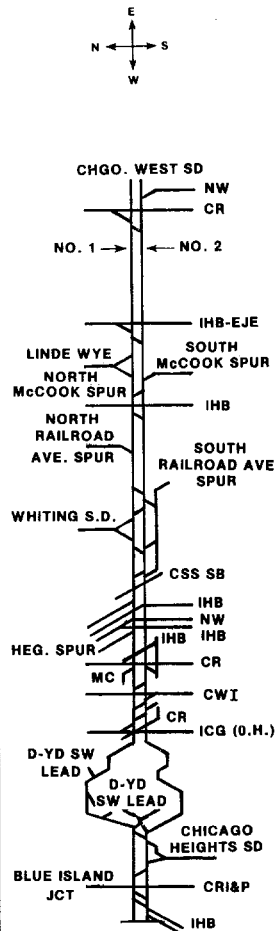 E
N
S
W
CHGO. WEST SD
NW
CR
NO. 1
NO. 2
IHB-EJE
LINDE WYE
SOUTH
McCOOK SPUR
NORTH
McCOOK SPUR
IHB
NORTH
RAILROAD
AVE. SPUR
SOUTH
RAILROAD AVE
SPUR
WHITING S.D.
CSS SB
IHB
NW
IHB
HEG. SPUR
IHB
CR
MC
CWI
CR
ICG (O.H.)
D-YD SW
LEAD
D-YD
SW LEAD
CHICAGO
HEIGHTS SD
BLUE ISLAND
JCT
CRI&P
IHB